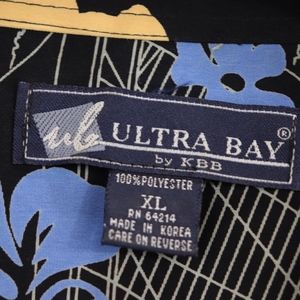 ULTRA BAY ®
by KBB
100% POLYESTER
XL
RN 64214
MADE IN KOREA
CARE ON REVERSE